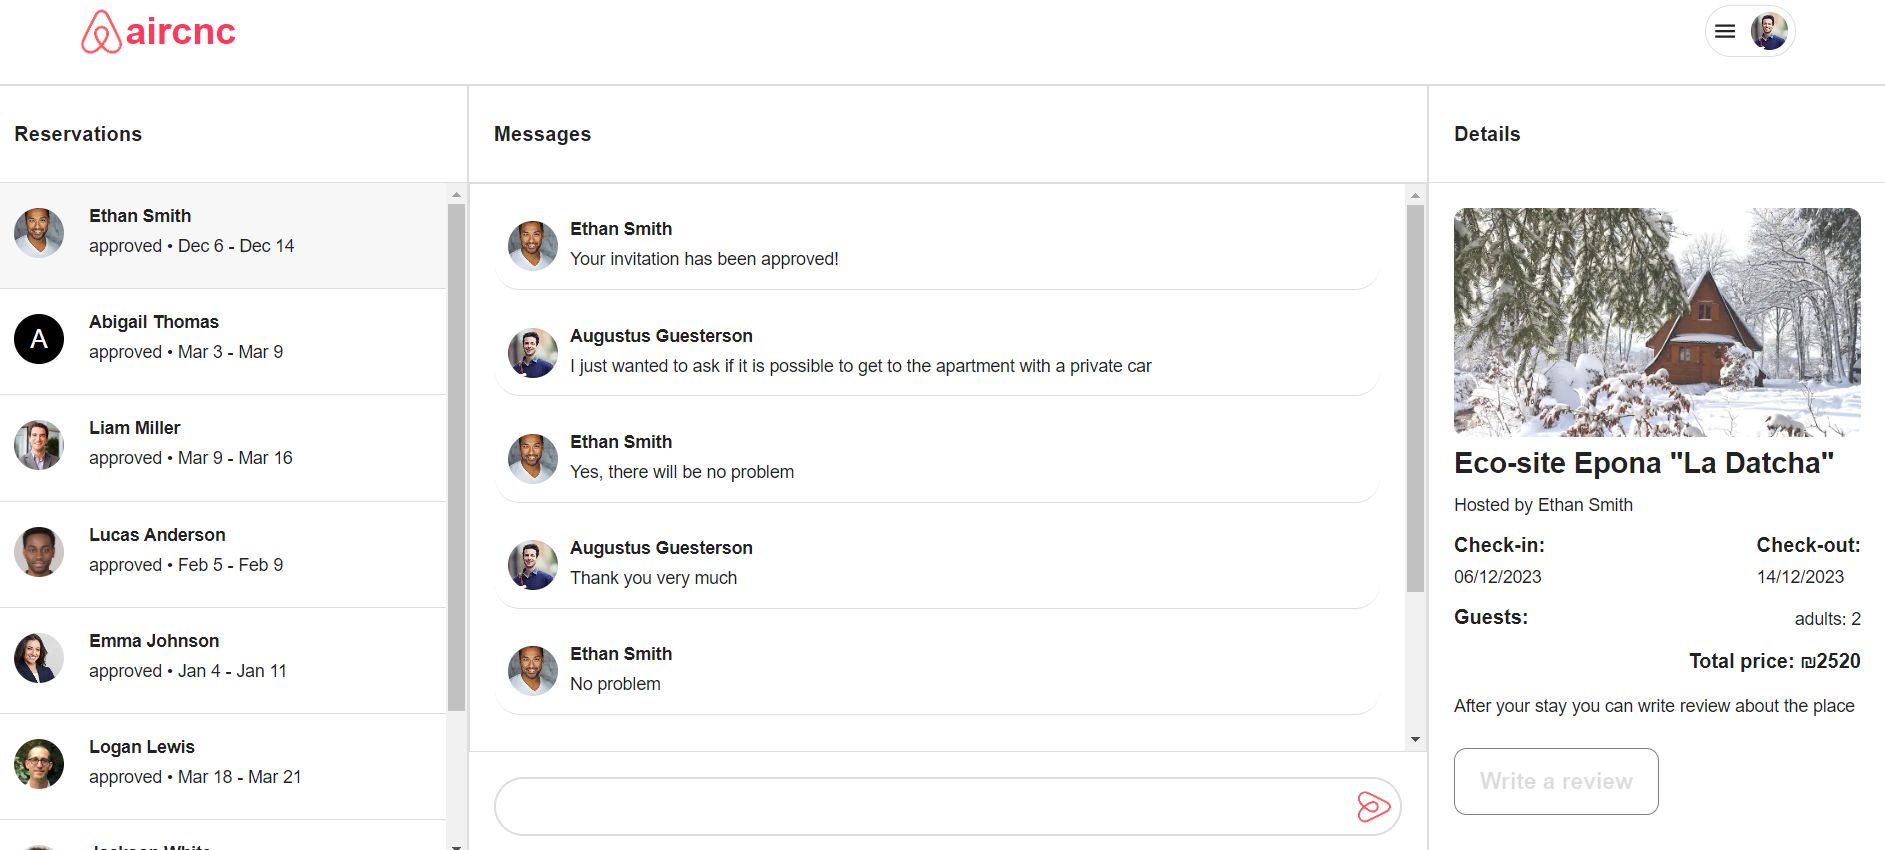 aircnc
Reservations
Ethan Smith
approved • Dec 6 - Dec 14
A
Abigail Thomas
approved • Mar 3 - Mar 9
Liam Miller
approved • Mar 9 - Mar 16
Lucas Anderson
approved • Feb 5 - Feb 9
Emma Johnson
approved • Jan 4 - Jan 11
Logan Lewis
approved • Mar 18 - Mar 21
Messages
Ethan Smith
Your invitation has been approved!
Augustus Guesterson
I just wanted to ask if it is possible to get to the apartment with a private car
Ethan Smith
Yes, there will be no problem
Augustus Guesterson
Thank you very much
Ethan Smith
No problem
Details
Eco-site Epona "La Datcha"
Hosted by Ethan Smith
Check-in: Check-out:
06/12/2023 14/12/2023
Guests: adults: 2
Total price: ₪2520
After your stay you can write review about the place
Write a review